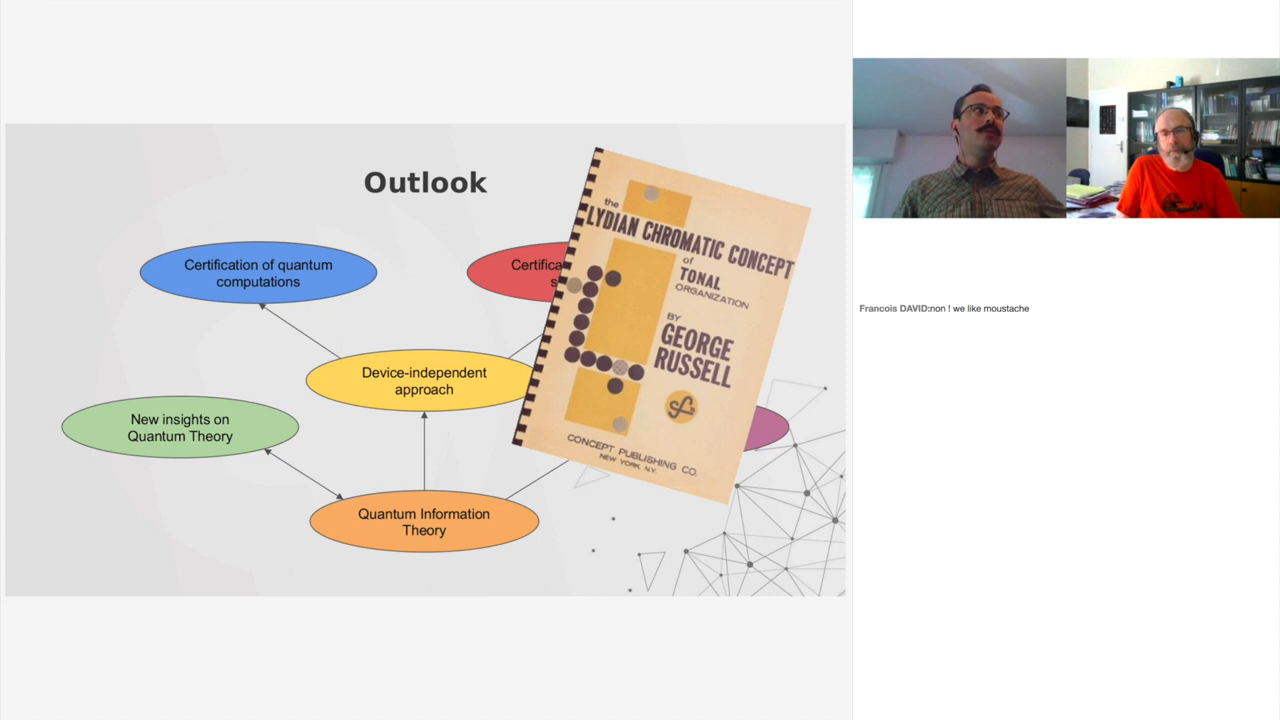 Outlook
Certification of quantum
computations
Certifica
s
Device-independent
approach
New insights on
Quantum Theory
Quantum Information
Theory
the
LYDIAN CHROMATIC CONCEPT
of
TONAL
ORGANIZATION
BY
GEORGE
RUSSELL
CONCEPT PUBLISHING CO.
NEW YORK, N.Y.
Francois DAVID:non ! we like moustache